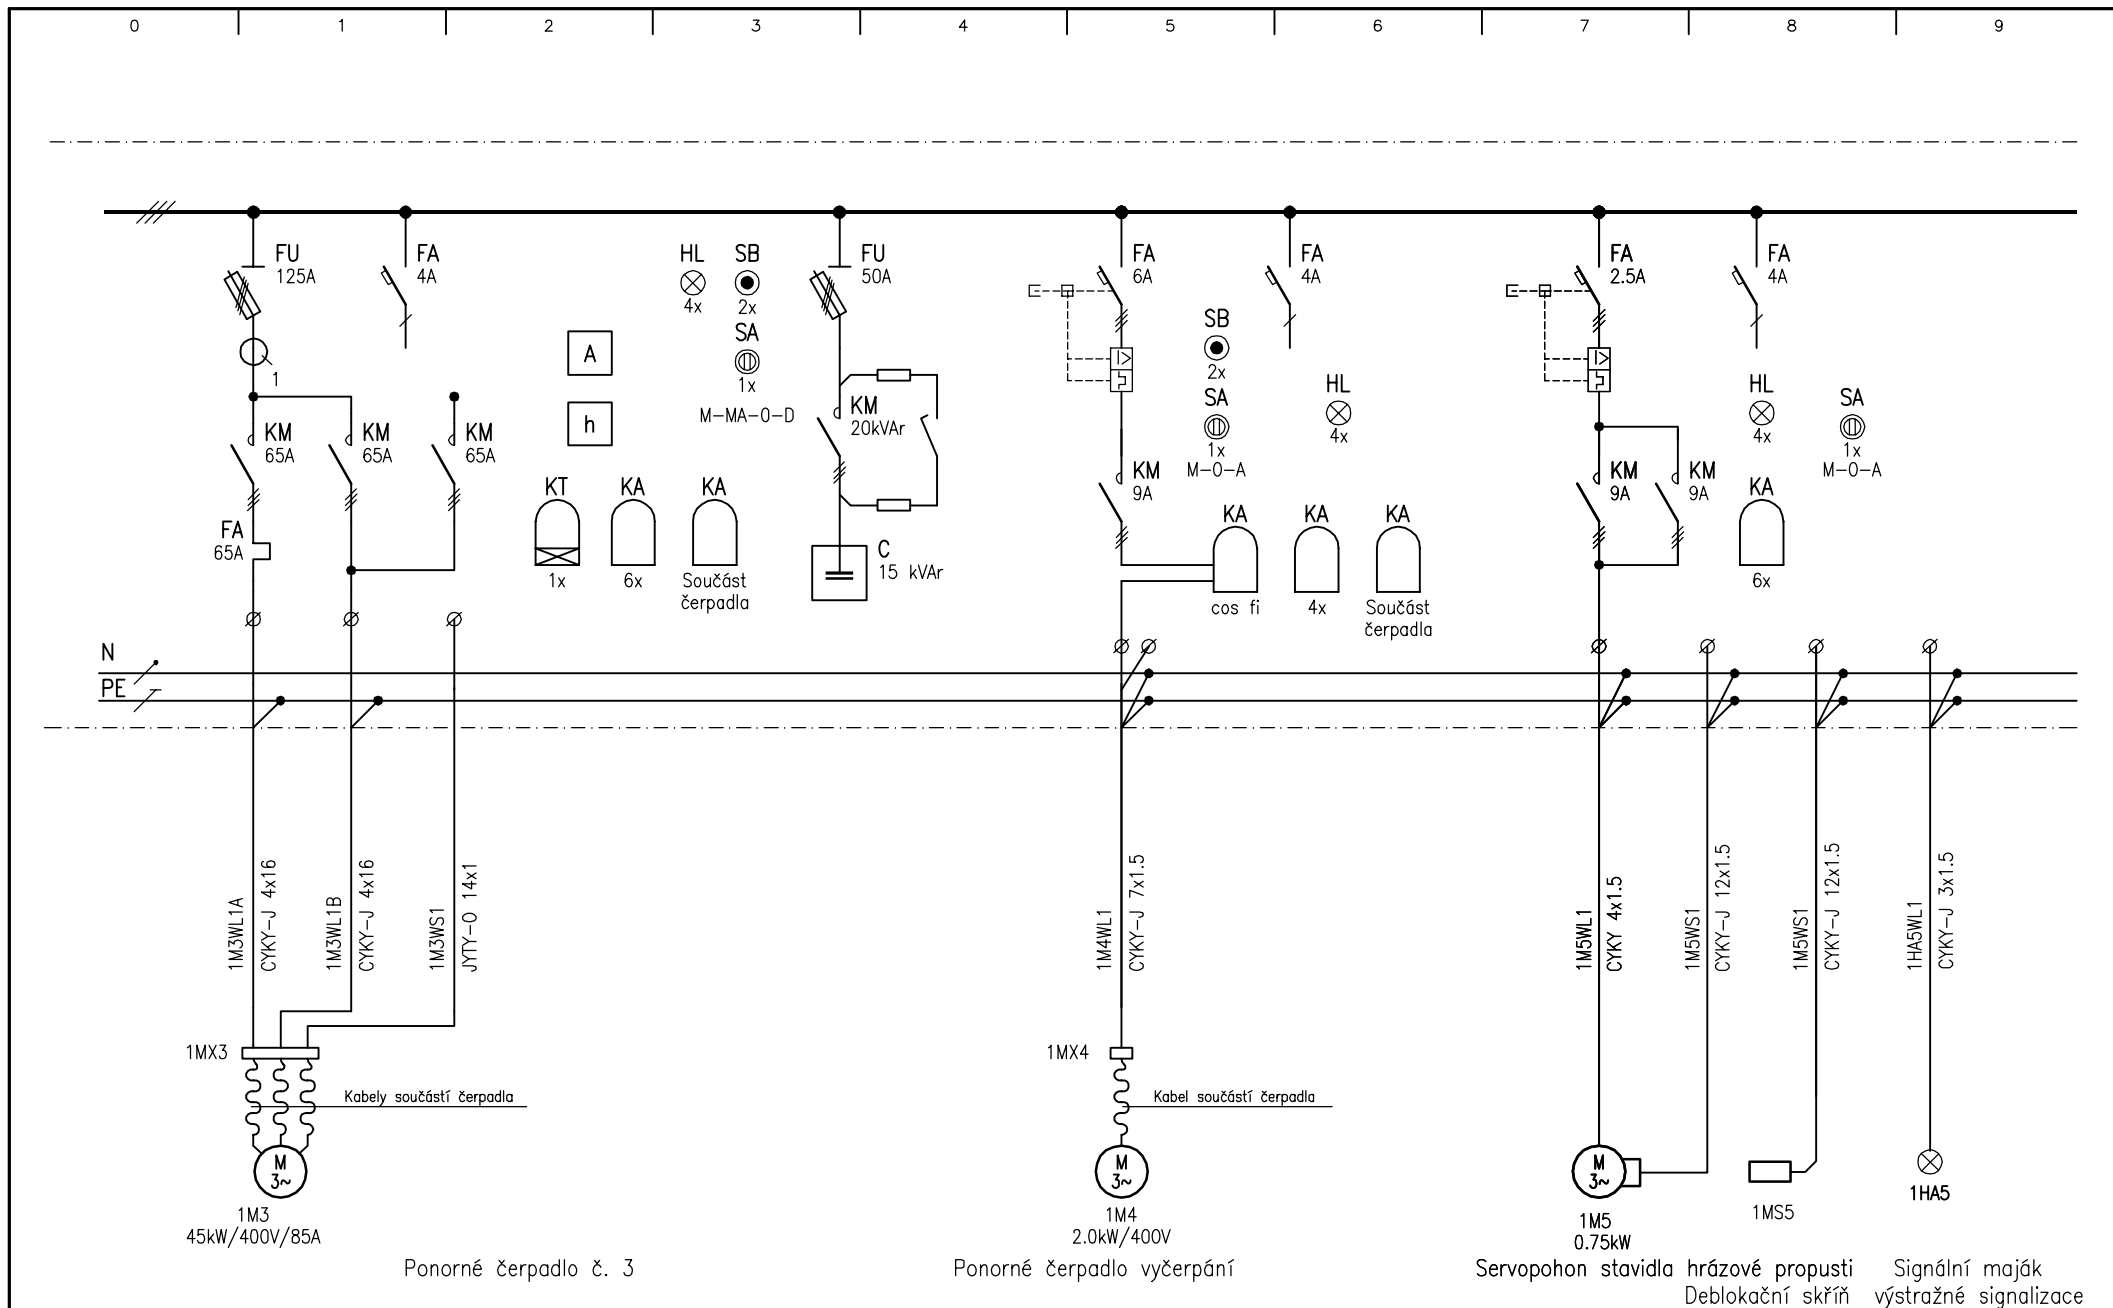 0 1 2 3 4 5 6 7 8 9
FU
125A
FA
4A
HL
4x
SB
2x
SA
1x
M-MA-0-D
FU
50A
FA
6A
FA
4A
FA
2.5A
FA
4A
1
A
h
KM
65A
KM
65A
KM
65A
FA
65A
KT
1x
KA
6x
KA
Součást
čerpadla
KM
20kVAr
C
15 kVAr
SB
2x
SA
1x
M-0-A
HL
4x
KM
9A
KA
cos fi
KA
4x
KA
Součást
čerpadla
KM
9A
KM
9A
HL
4x
KA
6x
SA
1x
M-0-A
N
PE
1M3WL1A
CYKY-J 4x16
1M3WL1B
CYKY-J 4x16
1M3WS1
JYTY-O 14x1
1M4WL1
CYKY-J 7x1.5
1M5WL1
CYKY 4x1.5
1M5WS1
CYKY-J 12x1.5
1M5WS1
CYKY-J 12x1.5
1HA5WL1
CYKY-J 3x1.5
1MX3
Kabely součástí čerpadla
M
3~
1M3
45kW/400V/85A
Ponorné čerpadlo č. 3
1MX4
Kabel součástí čerpadla
M
3~
1M4
2.0kW/400V
Ponorné čerpadlo vyčerpání
M
3~
1M5
0.75kW
1MS5
1HA5
Servopohon stavidla hrázové propusti
Deblokační skříň
Signální maják
výstražné signalizace